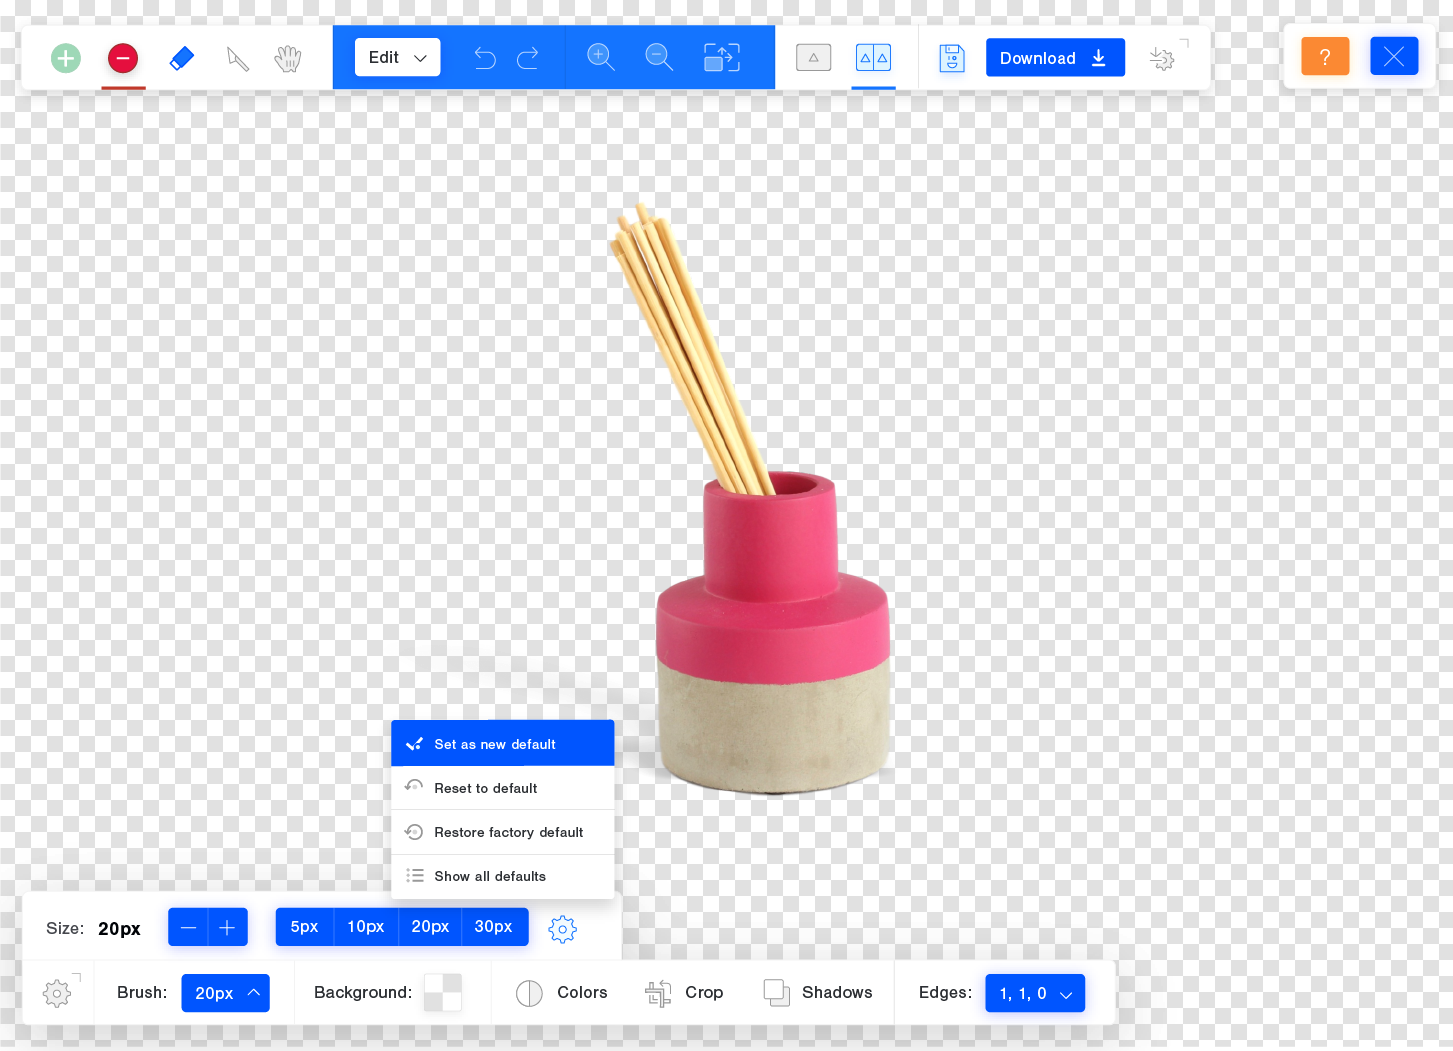 Edit
Download
?
Set as new default
Reset to default
Restore factory default
Show all defaults
Size: 20px
5px 10px 20px 30px
Brush: 20px Background: Colors Crop Shadows Edges: 1, 1, 0